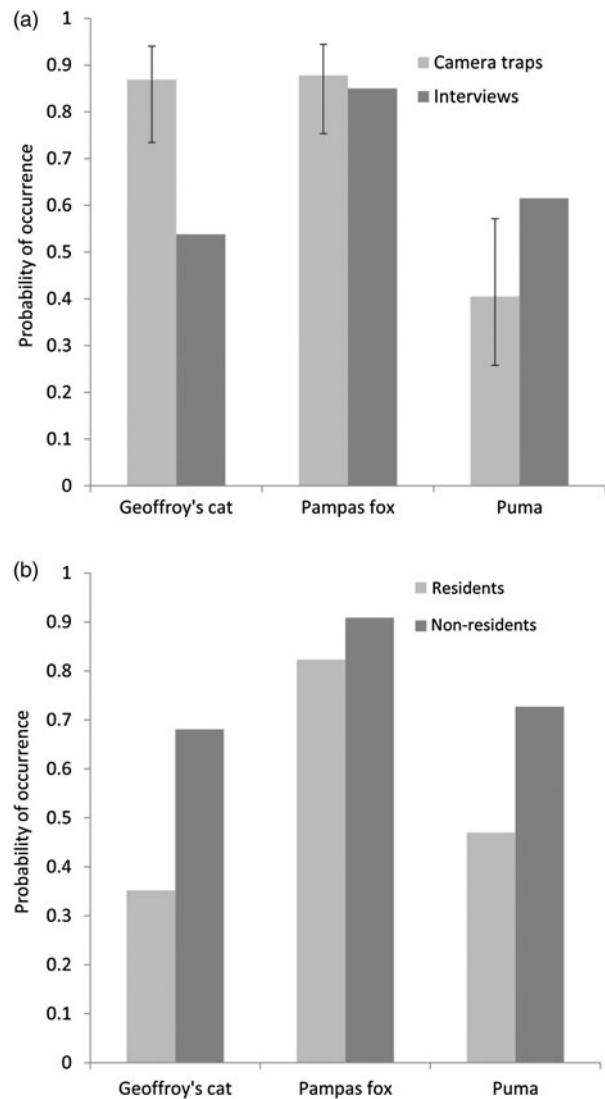 (a)
1
0.9
0.8
0.7
0.6
0.5
0.4
0.3
0.2
0.1
0
Probability of occurrence
Camera traps
Interviews
Geoffroy's cat Pampas fox Puma
(b)
1
0.9
0.8
0.7
0.6
0.5
0.4
0.3
0.2
0.1
0
Probability of occurrence
Residents
Non-residents
Geoffroy's cat Pampas fox Puma